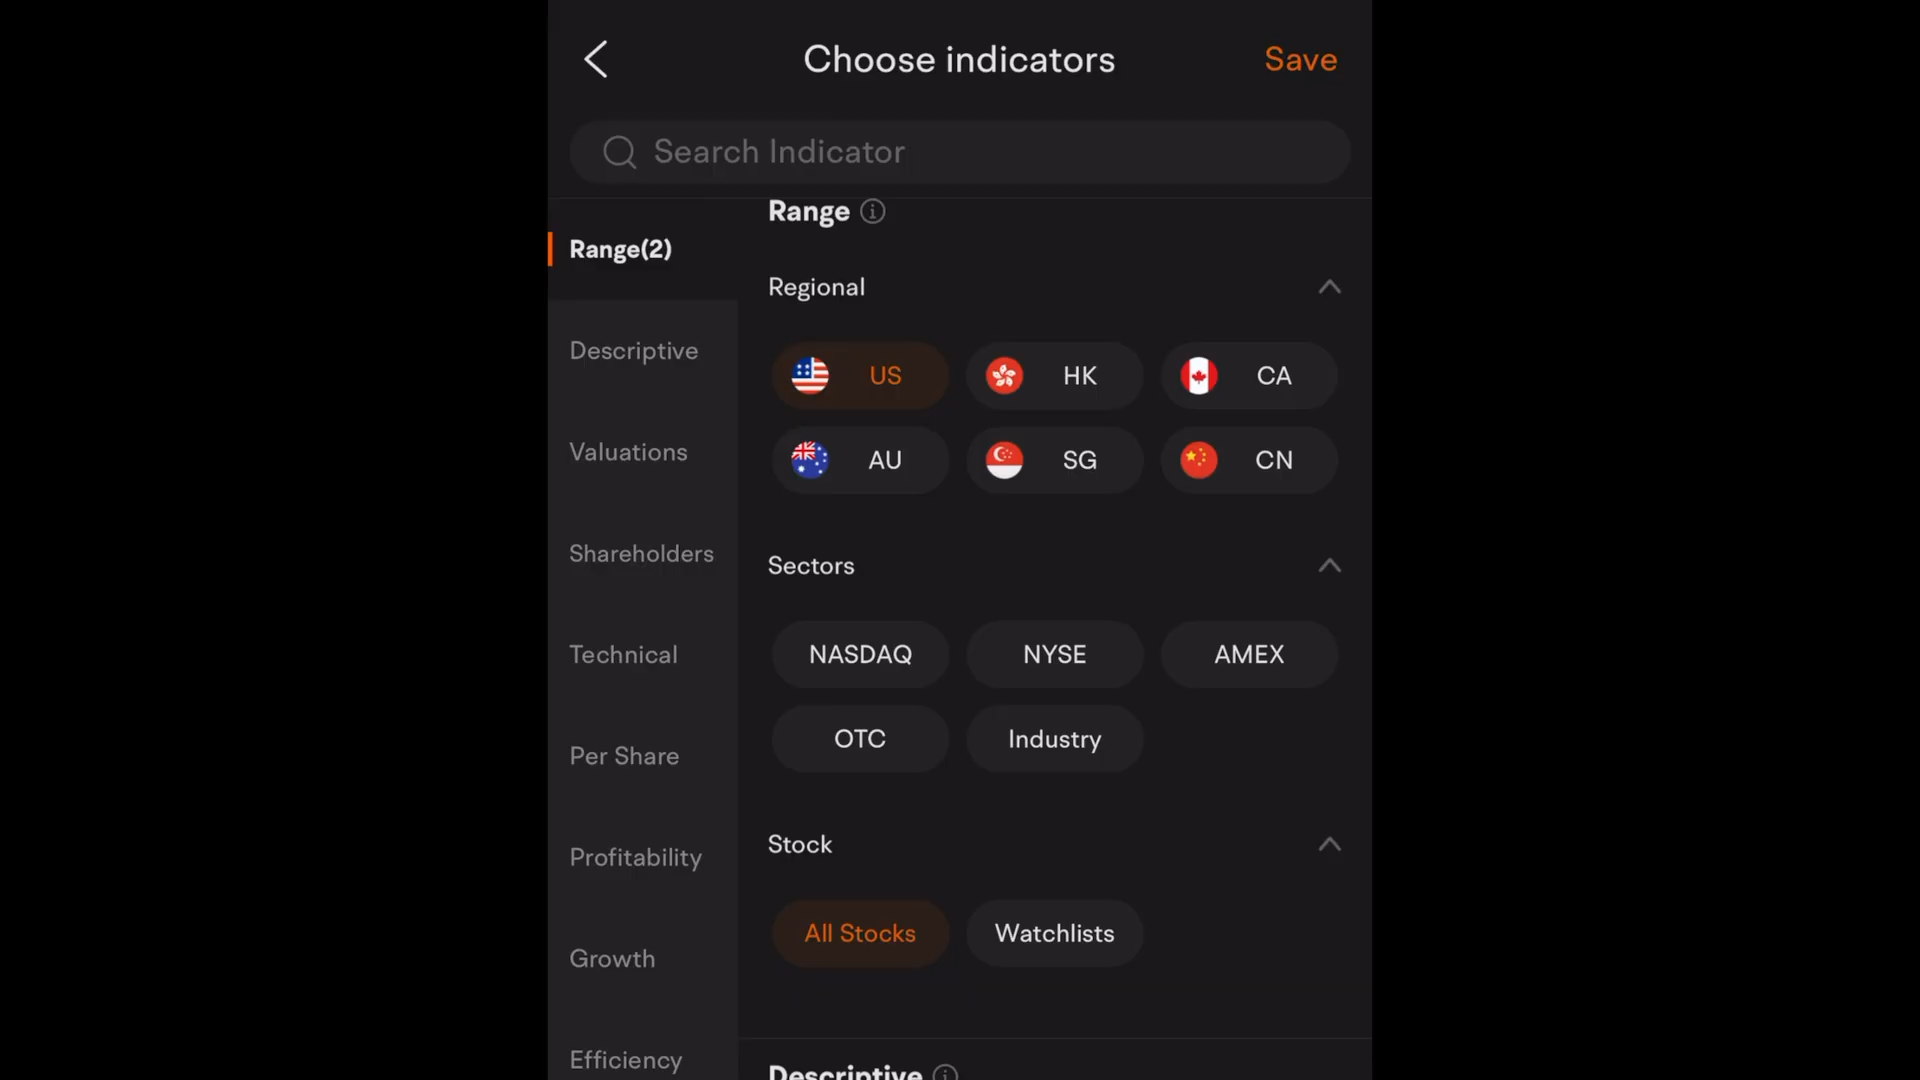 Choose indicators
Save
Search Indicator
Range(2)
Descriptive
Valuations
Shareholders
Technical
Per Share
Profitability
Growth
Efficiency
Range
Regional
US
HK
CA
AU
SG
CN
Sectors
NASDAQ
NYSE
AMEX
OTC
Industry
Stock
All Stocks
Watchlists
Descriptive